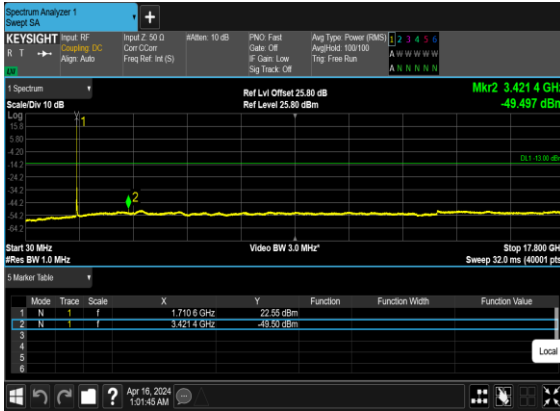 Spectrum Analyzer 1
Swept SA
+
KEYSIGHT
R T
Input: RF
Coupling: DC
Align: Auto
Input Z: 50 Ω
Corr CCorr
Freq Ref: Int (S)
#Atten: 10 dB
PNO: Fast
Gate: Off
IF Gain: Low
Sig Track: Off
Avg Type: Power (RMS)
Avg|Hold: 100/100
Trig: Free Run
1 2 3 4 5 6
A W W W W W
A N N N N N
1 Spectrum
Scale/Div 10 dB
Ref Lvl Offset 25.80 dB
Ref Level 25.80 dBm
Mkr2 3.421 4 GHz
-49.497 dBm
Log
15.8
5.80
-4.20
-14.2
-24.2
-34.2
-44.2
-54.2
-64.2
1
2
DL1 -13.00 dBm
Start 30 MHz
#Res BW 1.0 MHz
Video BW 3.0 MHz*
Stop 17.800 GH
Sweep 32.0 ms (40001 pts
5 Marker Table
Mode Trace Scale X Y Function Function Width Function Value
1 N 1 f 1.710 6 GHz 22.55 dBm
2 N 1 f 3.421 4 GHz -49.50 dBm
3
4
5
6
Local
?
Apr 16, 2024
1:01:45 AM